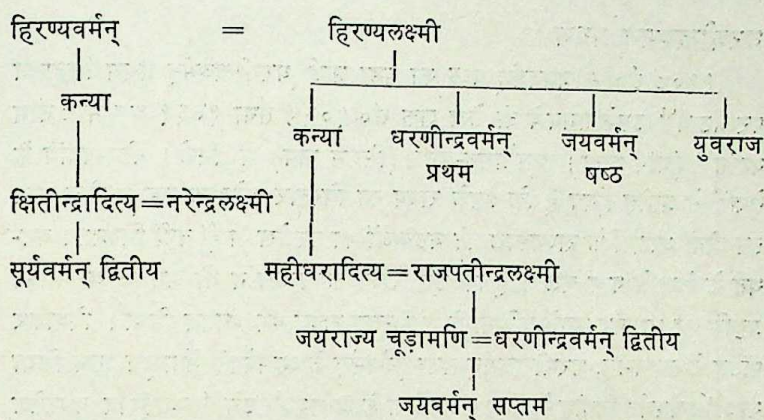 हिरण्यवर्मन् = हिरण्यलक्ष्मी
कन्या
कन्या धरणीन्द्रवर्मन् जयवर्मन् युवराज
प्रथम षष्ठ
क्षितीन्द्रादित्य=नरेन्द्रलक्ष्मी
सूर्यवर्मन् द्वितीय महीधरादित्य=राजपतीन्द्रलक्ष्मी
जयराज्य चूड़ामणि=धरणीन्द्रवर्मन् द्वितीय
जयवर्मन् सप्तम